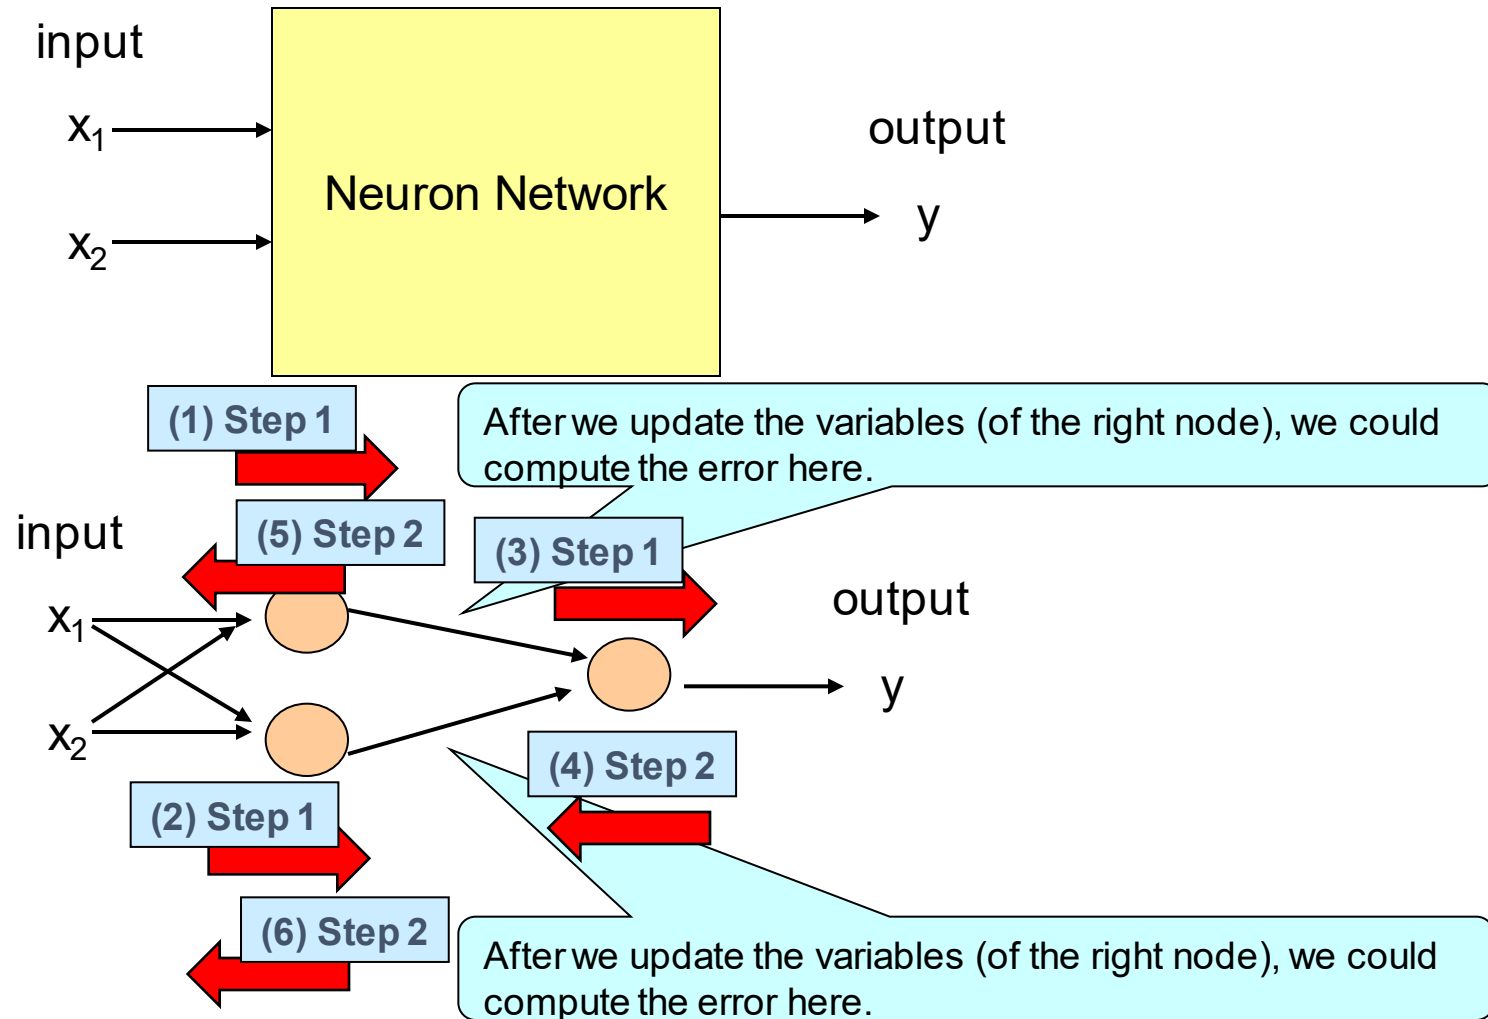 input
x₁
output
Neuron Network
y
x₂
(1) Step 1
After we update the variables (of the right node), we could
compute the error here.
input
(5) Step 2
(3) Step 1
x₁
output
y
x₂
(4) Step 2
(2) Step 1
(6) Step 2
After we update the variables (of the right node), we could
compute the error here.